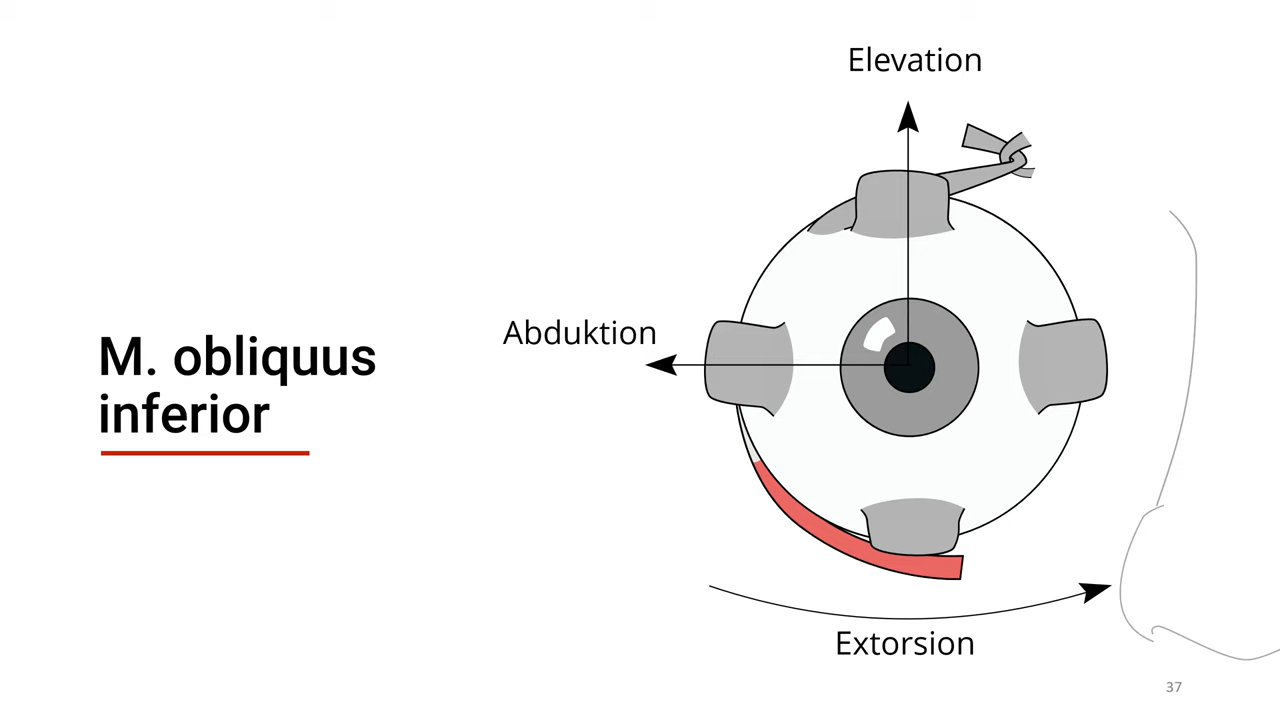 Elevation
Abduktion
M. obliquus
inferior
Extorsion
37